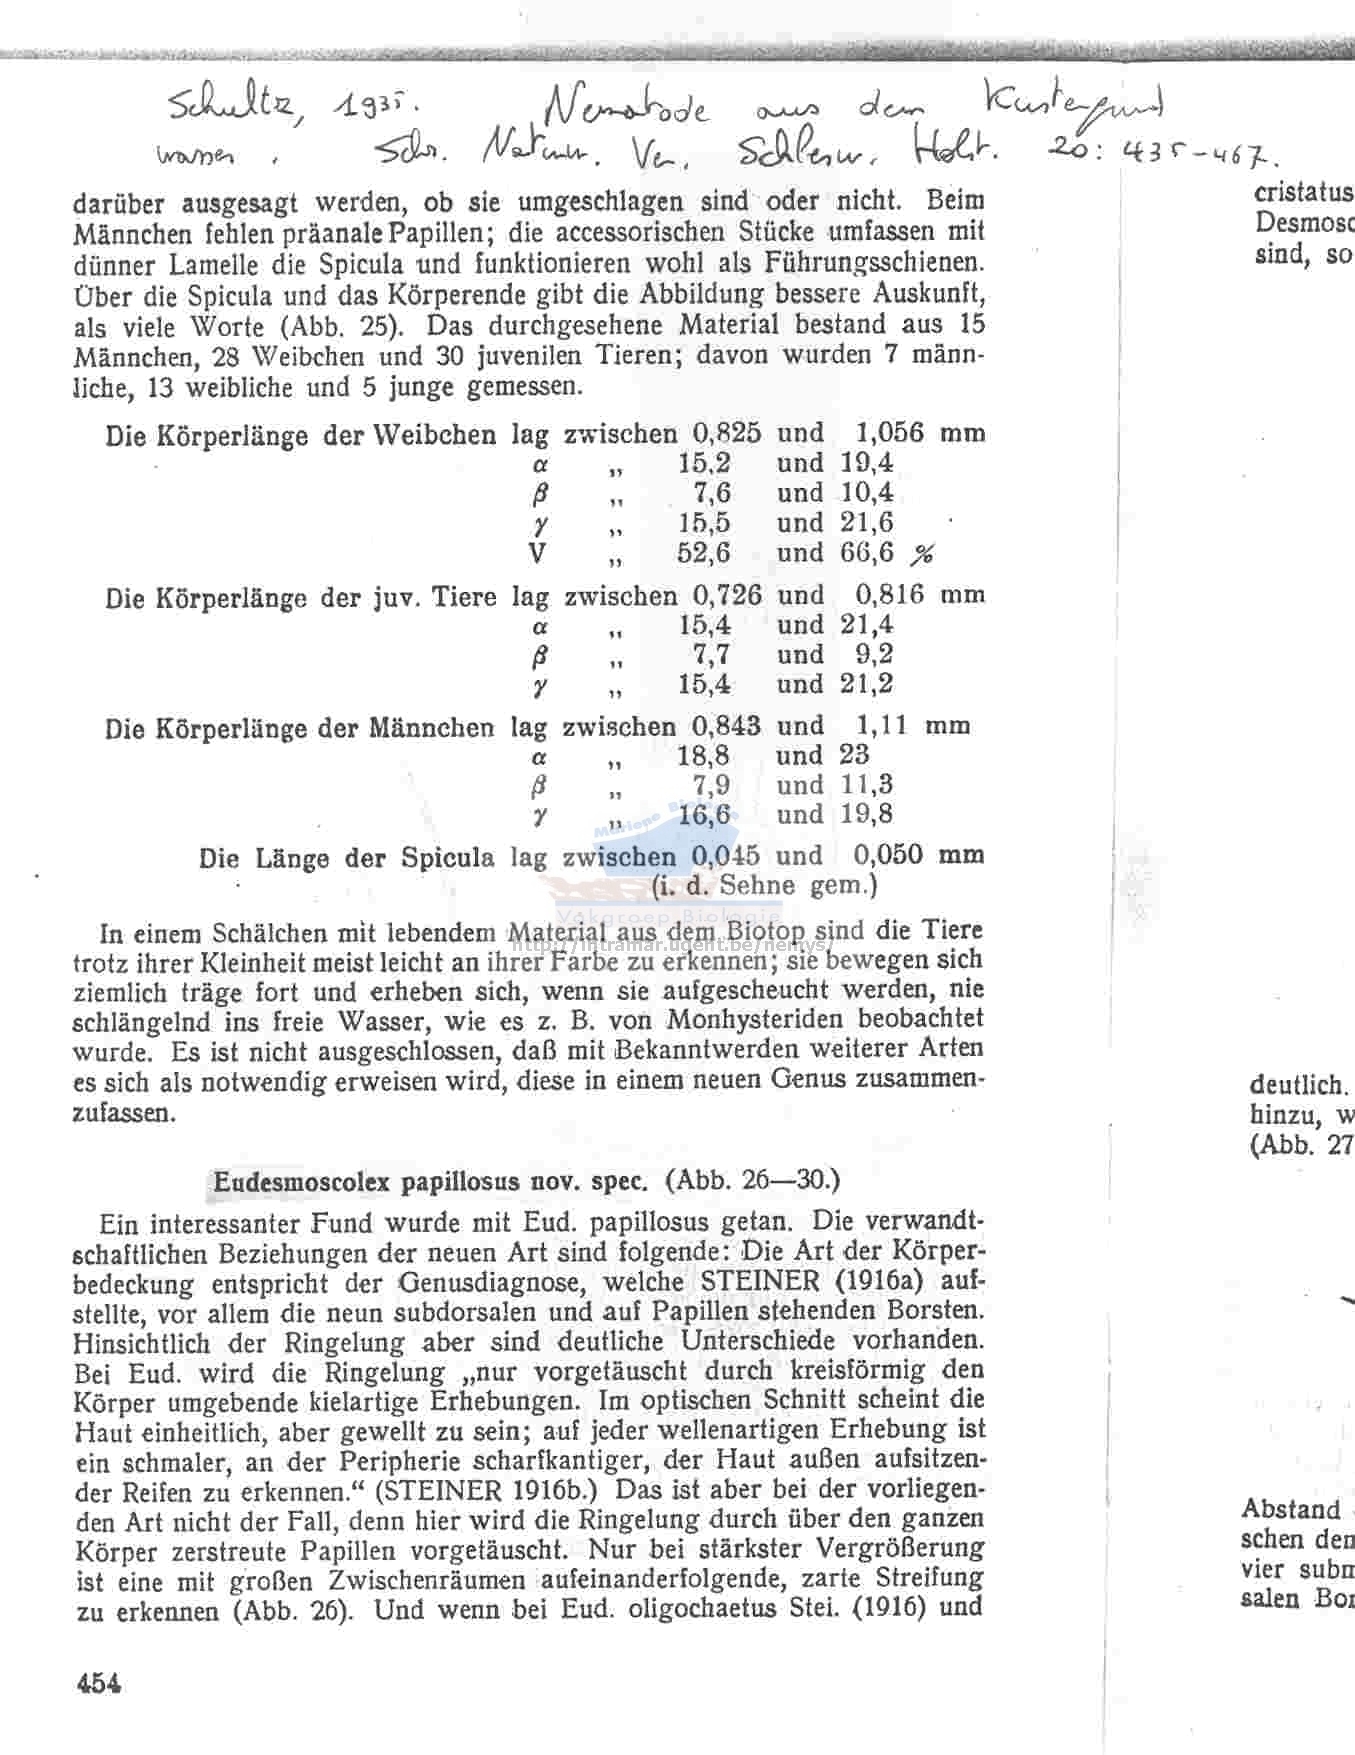 Schultz, 1935. Nematode aus dem Kustengrund
wasser. Schr. Naturw. Ver. Schlesw. Holst. 20: 435-467.
darüber ausgesagt werden, ob sie umgeschlagen sind oder nicht. Beim
Männchen fehlen präanale Papillen; die accessorischen Stücke umfassen mit
dünner Lamelle die Spicula und funktionieren wohl als Führungsschienen.
Über die Spicula und das Körperende gibt die Abbildung bessere Auskunft,
als viele Worte (Abb. 25). Das durchgesehene Material bestand aus 15
Männchen, 28 Weibchen und 30 juvenilen Tieren; davon wurden 7 männ-
liche, 13 weibliche und 5 junge gemessen.
Die Körperlänge der Weibchen lag zwischen 0,825 und 1,056 mm
α „ 15,2 und 19,4
β „ 7,6 und 10,4
γ „ 15,5 und 21,6
V „ 52,6 und 66,6 %
Die Körperlänge der juv. Tiere lag zwischen 0,726 und 0,816 mm
α „ 15,4 und 21,4
β „ 7,7 und 9,2
γ „ 15,4 und 21,2
Die Körperlänge der Männchen lag zwischen 0,843 und 1,11 mm
α „ 18,8 und 23
β „ 7,9 und 11,3
γ „ 16,6 und 19,8
Die Länge der Spicula lag zwischen 0,045 und 0,050 mm
(i. d. Sehne gem.)
Mariene Biologie
Vakgroep Biologie
http://intramar.ugent.be/nemys/
In einem Schälchen mit lebendem Material aus dem Biotop sind die Tiere
trotz ihrer Kleinheit meist leicht an ihrer Farbe zu erkennen; sie bewegen sich
ziemlich träge fort und erheben sich, wenn sie aufgescheucht werden, nie
schlängelnd ins freie Wasser, wie es z. B. von Monhysteriden beobachtet
wurde. Es ist nicht ausgeschlossen, daß mit Bekanntwerden weiterer Arten
es sich als notwendig erweisen wird, diese in einem neuen Genus zusammen-
zufassen.
Eudesmoscolex papillosus nov. spec. (Abb. 26—30.)
Ein interessanter Fund wurde mit Eud. papillosus getan. Die verwandt-
schaftlichen Beziehungen der neuen Art sind folgende: Die Art der Körper-
bedeckung entspricht der Genusdiagnose, welche STEINER (1916a) auf-
stellte, vor allem die neun subdorsalen und auf Papillen stehenden Borsten.
Hinsichtlich der Ringelung aber sind deutliche Unterschiede vorhanden.
Bei Eud. wird die Ringelung „nur vorgetäuscht durch kreisförmig den
Körper umgebende kielartige Erhebungen. Im optischen Schnitt scheint die
Haut einheitlich, aber gewellt zu sein; auf jeder wellenartigen Erhebung ist
ein schmaler, an der Peripherie scharfkantiger, der Haut außen aufsitzen-
der Reifen zu erkennen.“ (STEINER 1916b.) Das ist aber bei der vorliegen-
den Art nicht der Fall, denn hier wird die Ringelung durch über den ganzen
Körper zerstreute Papillen vorgetäuscht. Nur bei stärkster Vergrößerung
ist eine mit großen Zwischenräumen aufeinanderfolgende, zarte Streifung
zu erkennen (Abb. 26). Und wenn bei Eud. oligochaetus Stei. (1916) und
454
cristatus
Desmosc
sind, so
deutlich.
hinzu, w
(Abb. 27
Abstand
schen den
vier subm
salen Bor